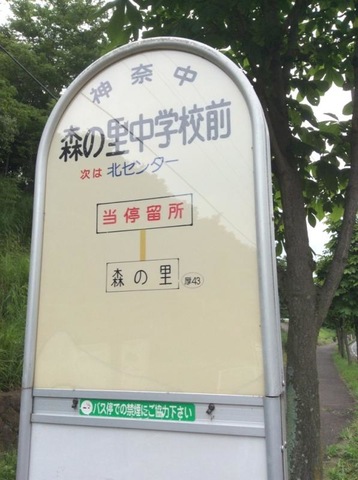 神奈中
森の里中学校前
次は 北センター
当停留所
森の里 厚43
バス停での禁煙にご協力下さい